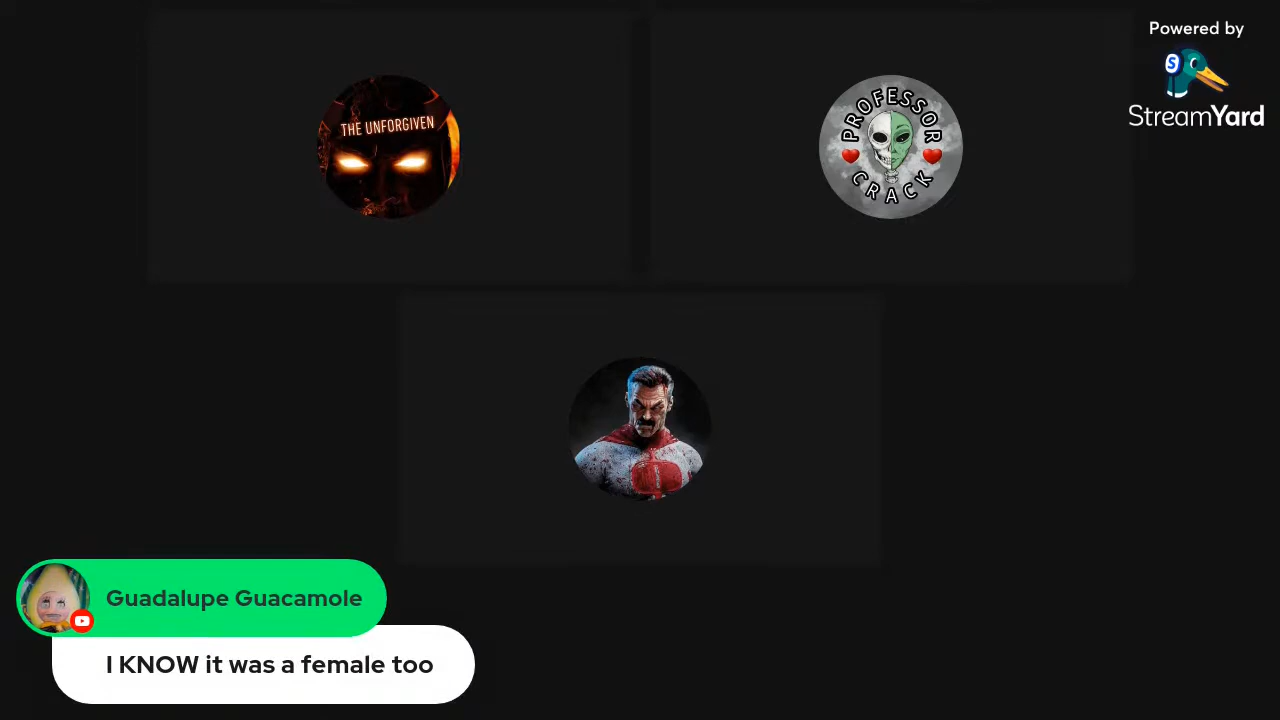 Powered by
StreamYard
THE UNFORGIVEN
PROFESSOR
CRACK
Guadalupe Guacamole
I KNOW it was a female too